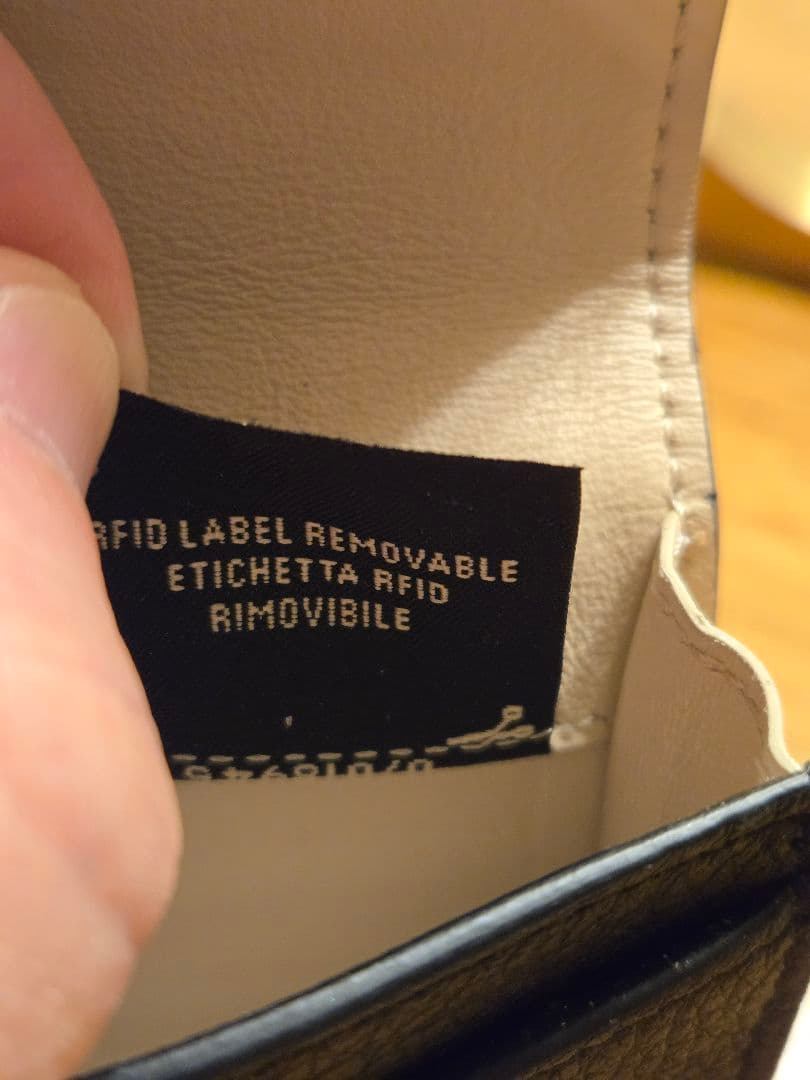 RFID LABEL REMOVABLE
ETICHETTA RFID
RIMOVIBILE